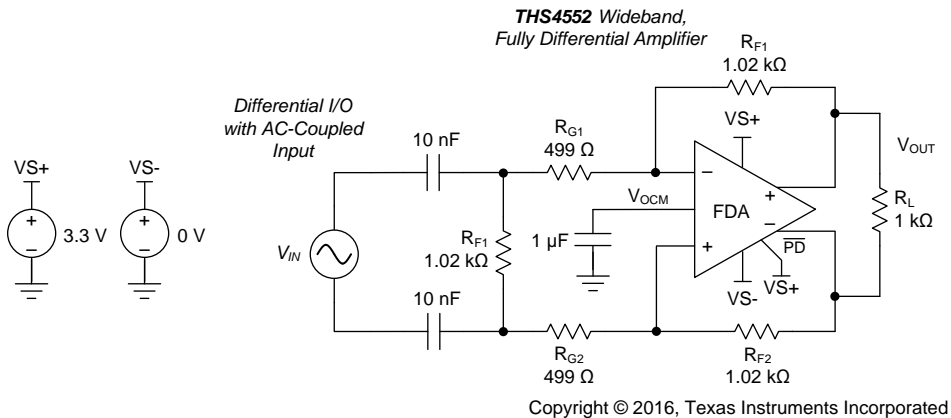 THS4552 Wideband,
Fully Differential Amplifier
RF1
1.02 kΩ
Differential I/O
with AC-Coupled
Input
10 nF
RG1
499 Ω
VS+
VS+
VS-
3.3 V
0 V
VIN
RF1
1.02 kΩ
1 µF
VOCM
−
+
FDA
+
−
PD
VS-
VS+
VOUT
RL
1 kΩ
10 nF
RG2
499 Ω
RF2
1.02 kΩ
+
−
+
−
Copyright © 2016, Texas Instruments Incorporated